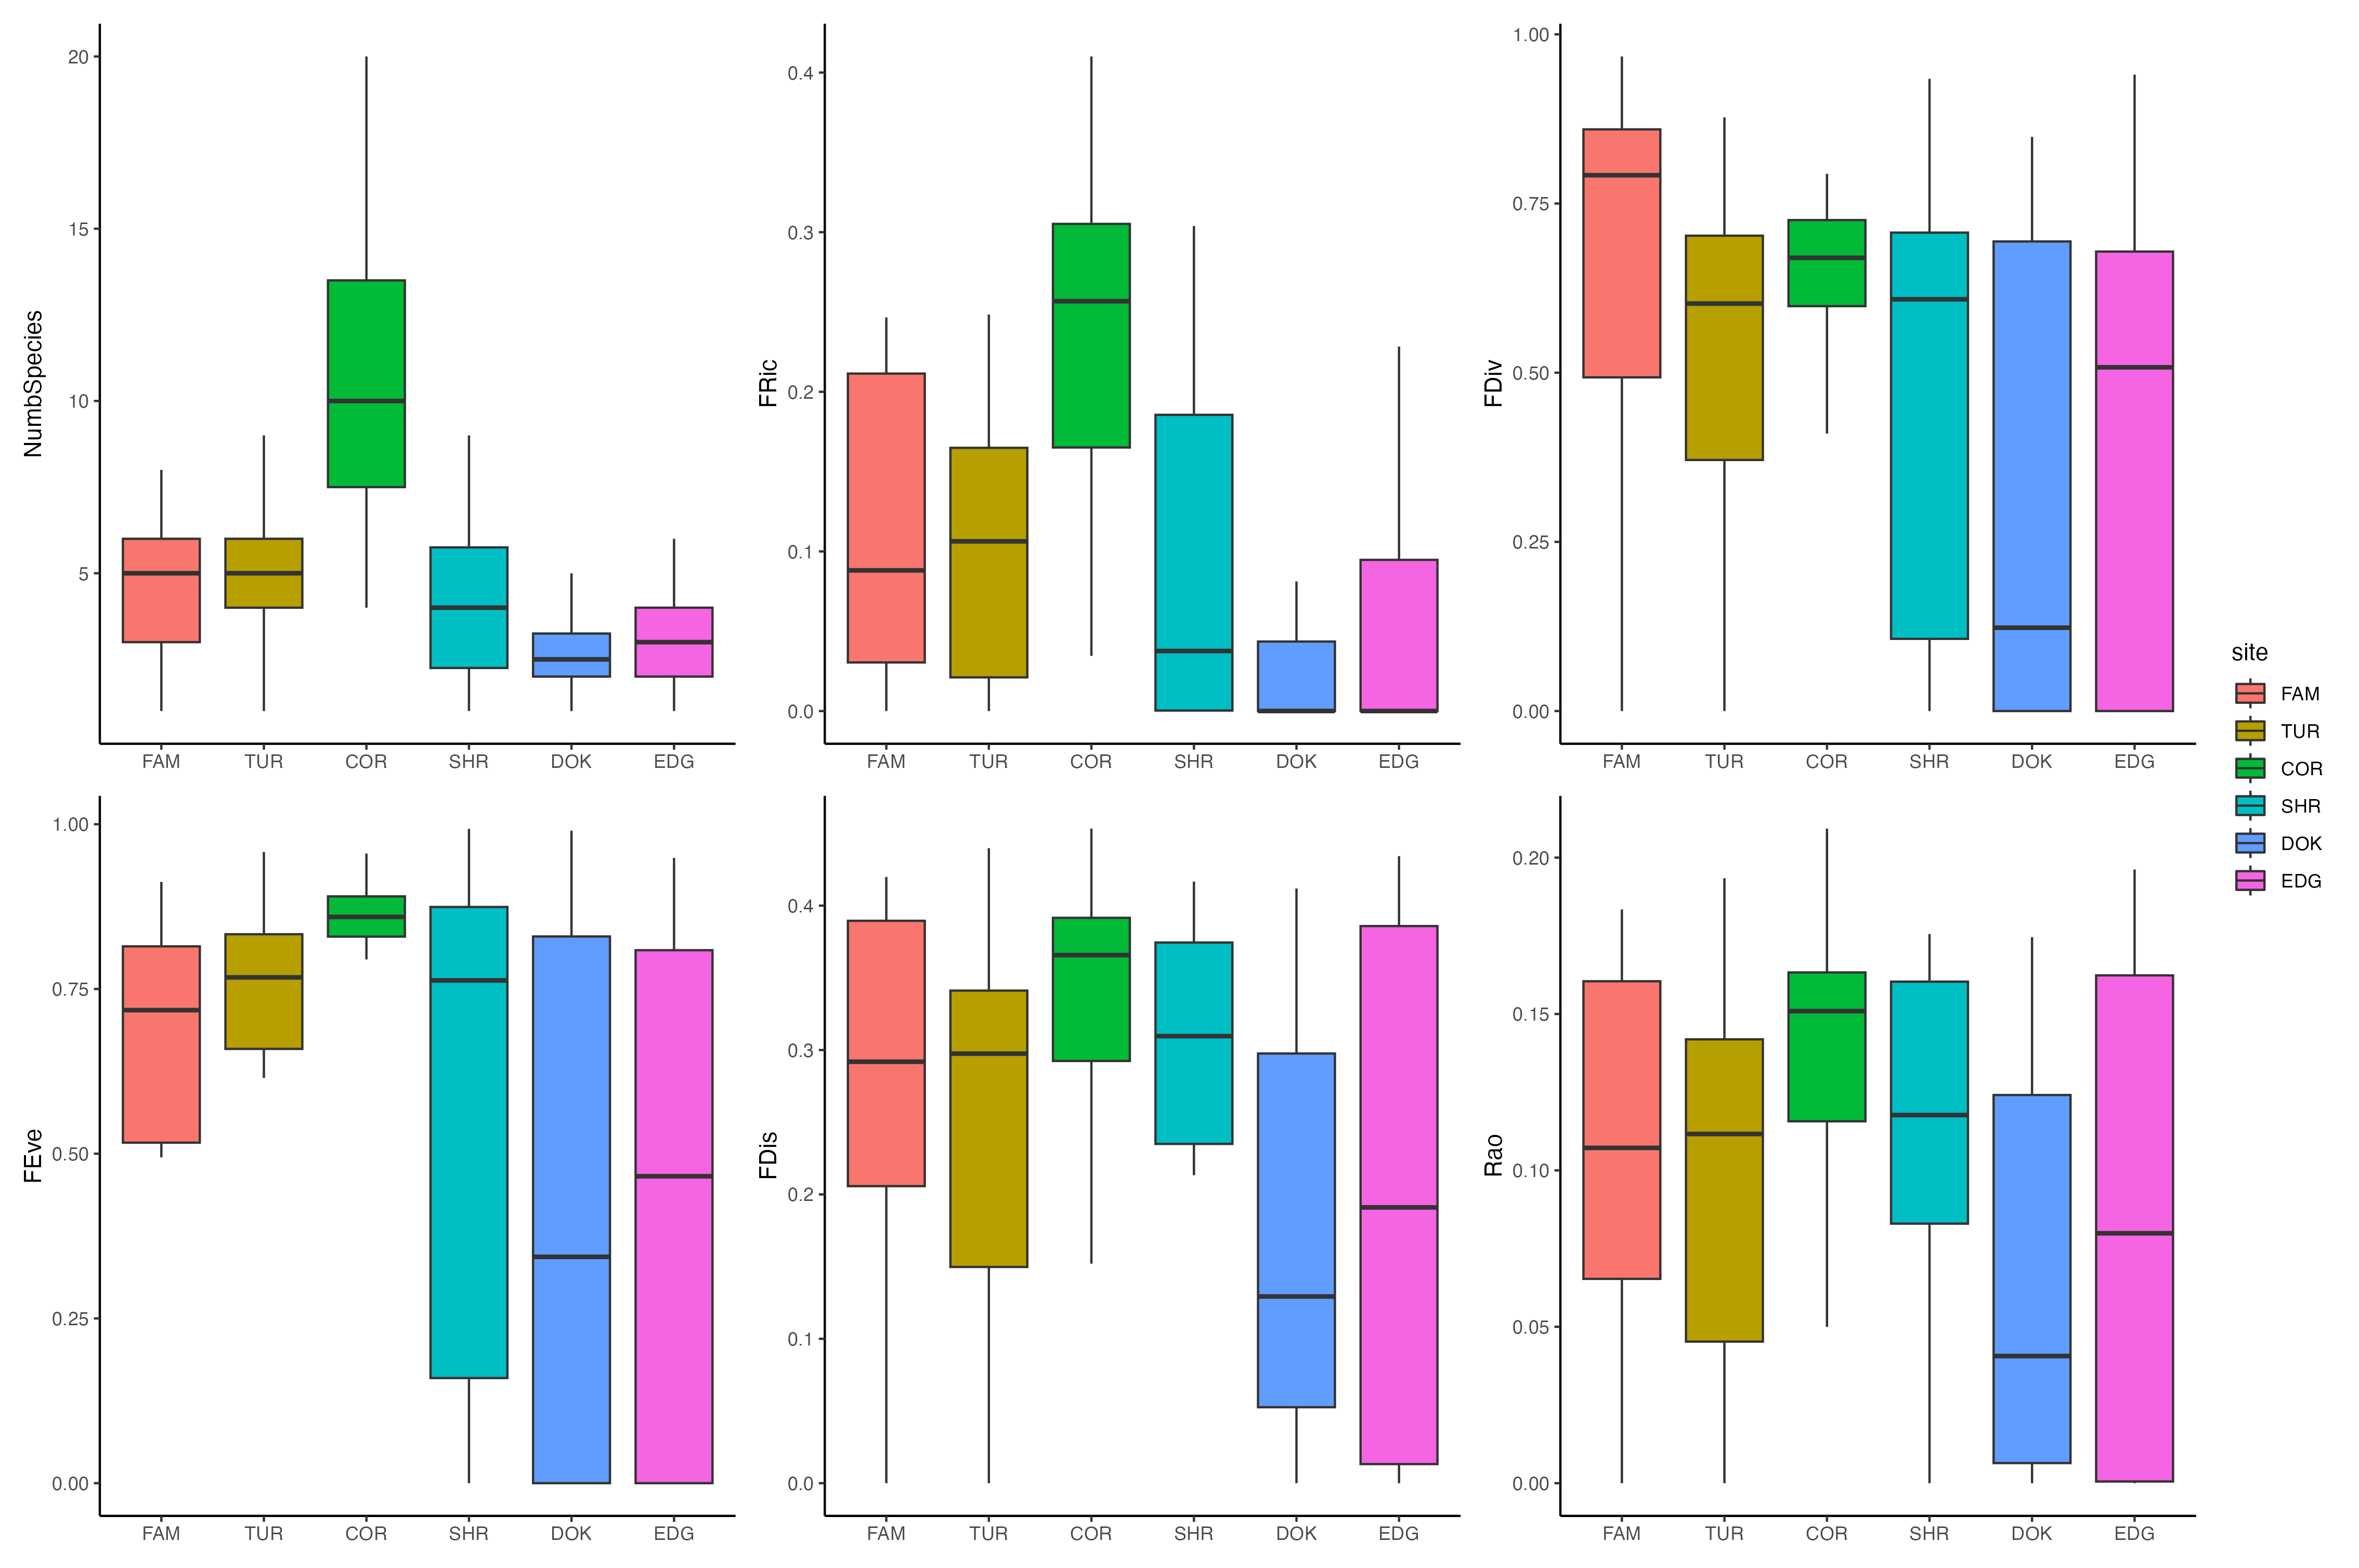 NumbSpecies
20
15
10
5
FAM TUR COR SHR DOK EDG
FRic
0.4
0.3
0.2
0.1
0.0
FAM TUR COR SHR DOK EDG
FDiv
1.00
0.75
0.50
0.25
0.00
FAM TUR COR SHR DOK EDG
FEve
1.00
0.75
0.50
0.25
0.00
FAM TUR COR SHR DOK EDG
FDis
0.4
0.3
0.2
0.1
0.0
FAM TUR COR SHR DOK EDG
Rao
0.20
0.15
0.10
0.05
0.00
FAM TUR COR SHR DOK EDG
site
FAM
TUR
COR
SHR
DOK
EDG